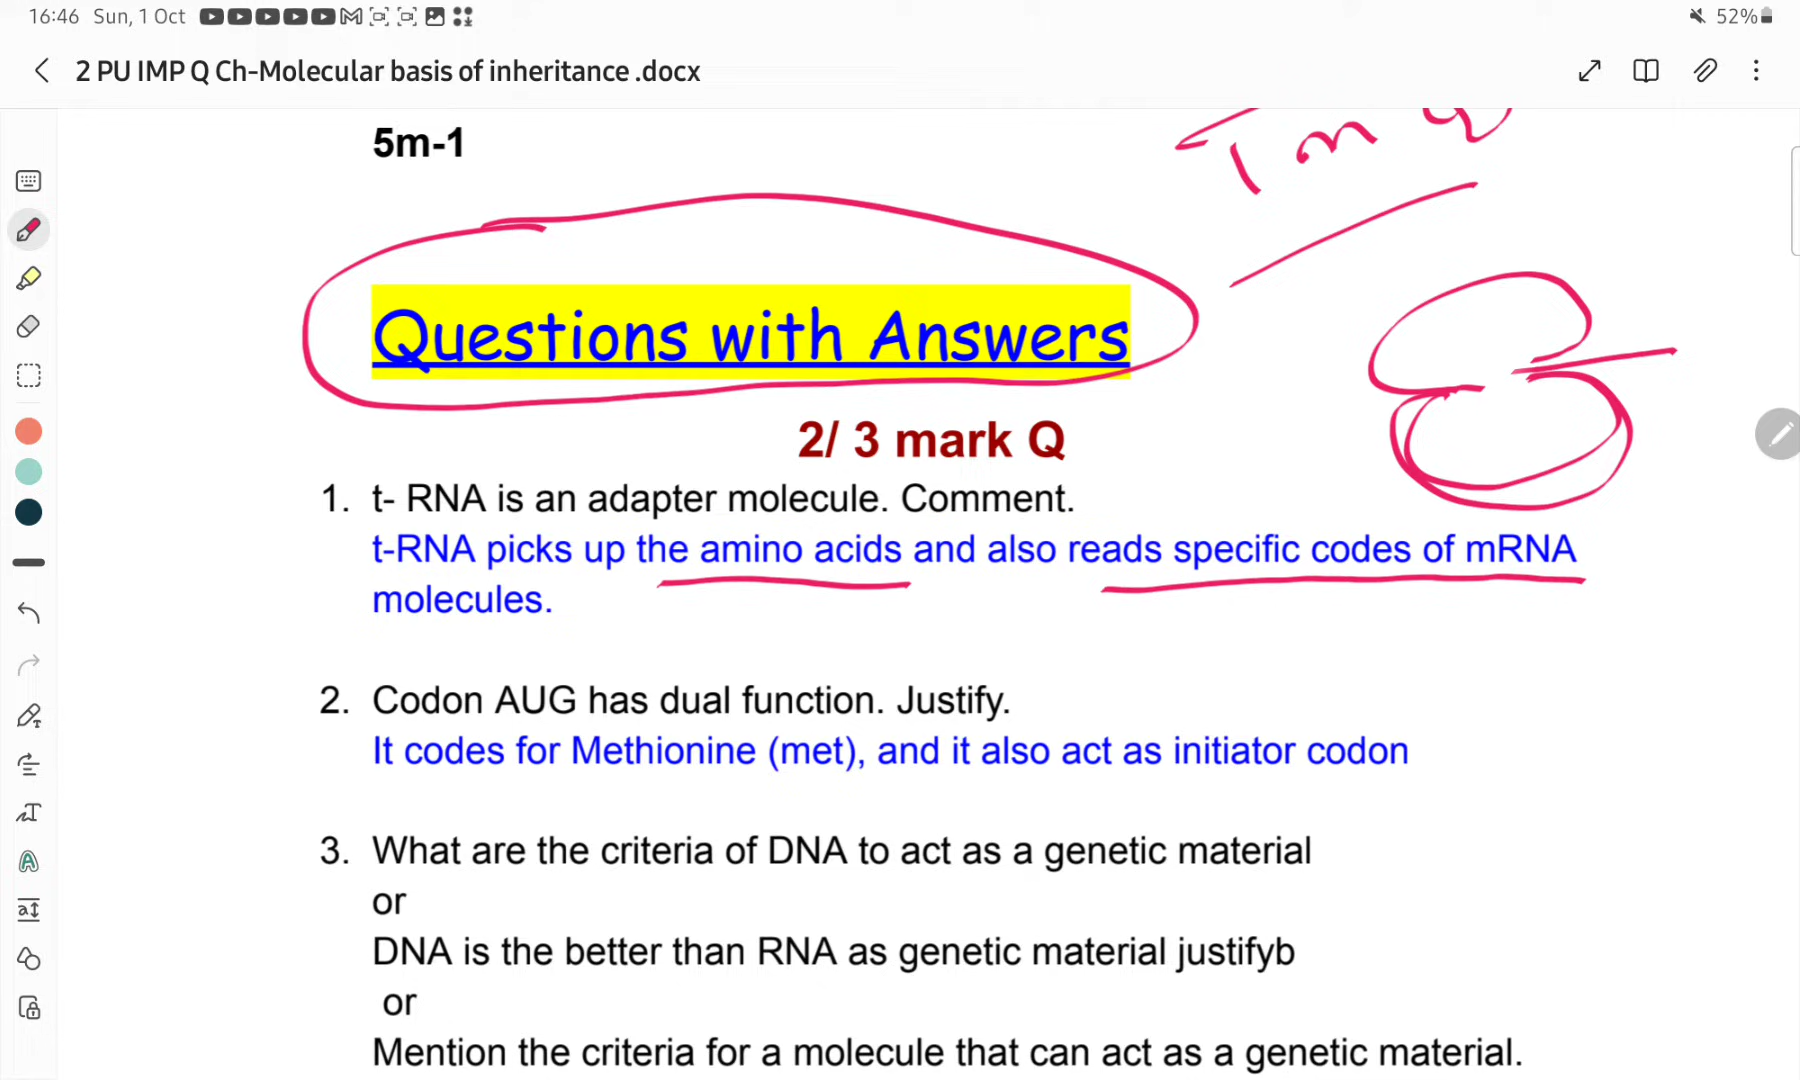 16:46 Sun, 1 Oct 52%
2 PU IMP Q Ch-Molecular basis of inheritance .docx
5m-1
Questions with Answers
2/ 3 mark Q
1. t- RNA is an adapter molecule. Comment.
t-RNA picks up the amino acids and also reads specific codes of mRNA
molecules.
2. Codon AUG has dual function. Justify.
It codes for Methionine (met), and it also act as initiator codon
3. What are the criteria of DNA to act as a genetic material
or
DNA is the better than RNA as genetic material justifyb
or
Mention the criteria for a molecule that can act as a genetic material.